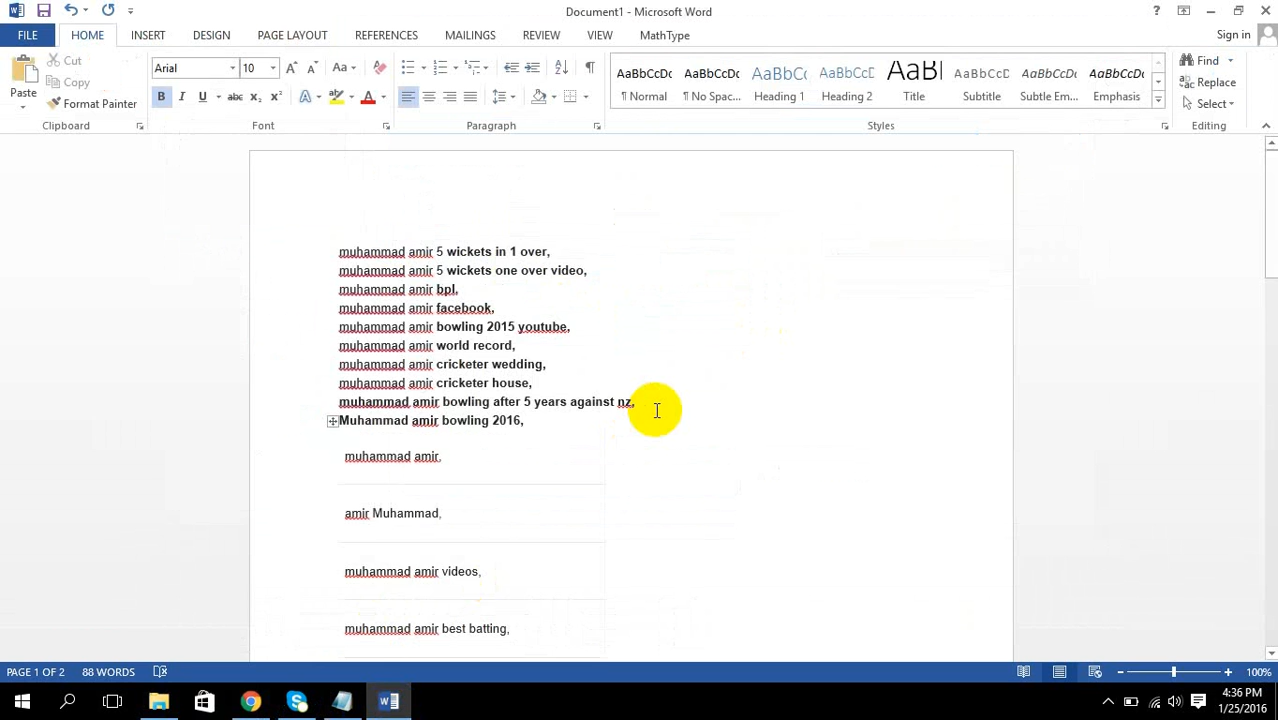 Document1 - Microsoft Word
?
FILE
HOME
INSERT
DESIGN
PAGE LAYOUT
REFERENCES
MAILINGS
REVIEW
VIEW
MathType
Sign in
Paste
Cut
Copy
Format Painter
Clipboard
Arial
10
Aa
B I U abc x₂ x²
A
Font
Paragraph
AaBbCcDc
¶ Normal
AaBbCcDc
¶ No Spac...
AaBbCc
Heading 1
AaBbCcE
Heading 2
AaB
Title
AaBbCcD
Subtitle
AaBbCcDc
Subtle Em...
AaBbCcDc
Emphasis
Styles
Find
Replace
Select
Editing
muhammad amir 5 wickets in 1 over,
muhammad amir 5 wickets one over video,
muhammad amir bpl,
muhammad amir facebook,
muhammad amir bowling 2015 youtube,
muhammad amir world record,
muhammad amir cricketer wedding,
muhammad amir cricketer house,
muhammad amir bowling after 5 years against nz,
Muhammad amir bowling 2016,
muhammad amir,
amir Muhammad,
muhammad amir videos,
muhammad amir best batting,
PAGE 1 OF 2
88 WORDS
100%
4:36 PM
1/25/2016